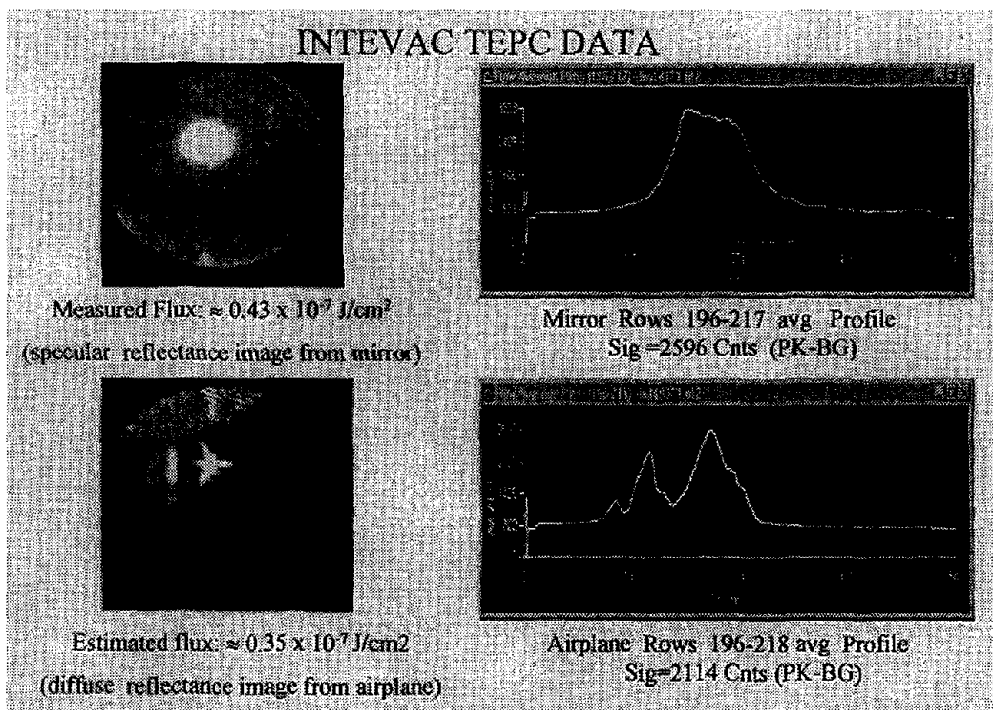 INTEVAC TEPC DATA
Measured Flux: ≈ 0.43 x 10⁻⁷ J/cm²
(specular reflectance image from mirror)
Mirror Rows 196-217 avg Profile
Sig =2596 Cnts (PK-BG)
Estimated flux: ≈ 0.35 x 10⁻⁷ J/cm2
(diffuse reflectance image from airplane)
Airplane Rows 196-218 avg Profile
Sig=2114 Cnts (PK-BG)